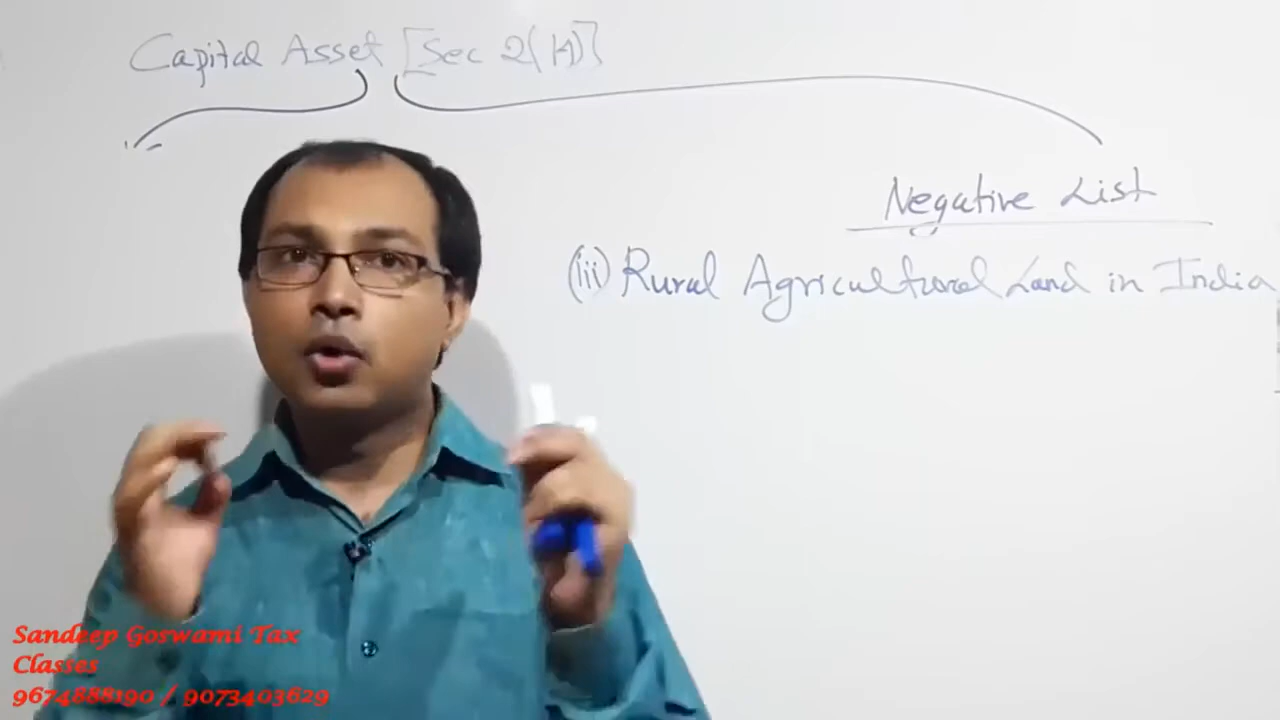 Capital Asset [Sec 2(14)]
Negative List
(iii) Rural Agricultural Land in India
Sandeep Goswami Tax
Classes
9674888190 / 9073403629